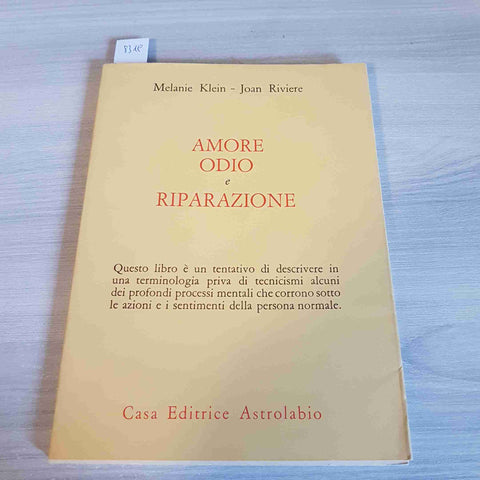 Melanie Klein - Joan Riviere
AMORE
ODIO
e
RIPARAZIONE
Questo libro è un tentativo di descrivere in
una terminologia priva di tecnicismi alcuni
dei profondi processi mentali che corrono sotto
le azioni e i sentimenti della persona normale.
Casa Editrice Astrolabio